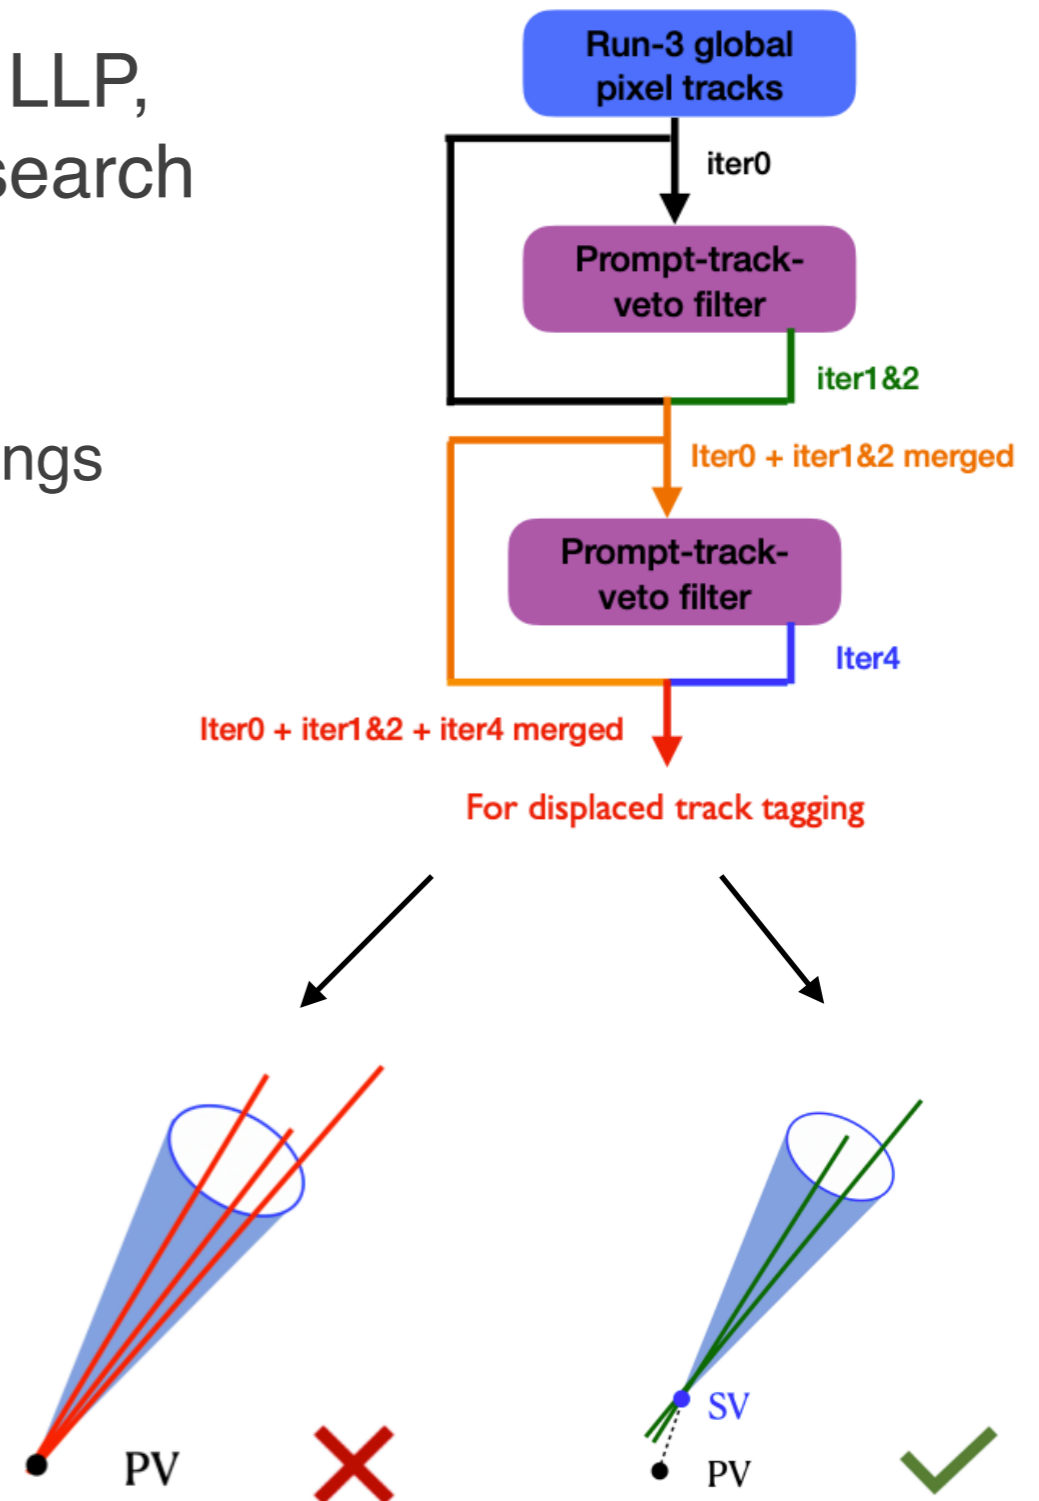 LLP,
search
ngs
Run-3 global
pixel tracks
iter0
Prompt-track-
veto filter
iter1&2
Iter0 + iter1&2 merged
Prompt-track-
veto filter
Iter4
Iter0 + iter1&2 + iter4 merged
For displaced track tagging
PV
SV
PV